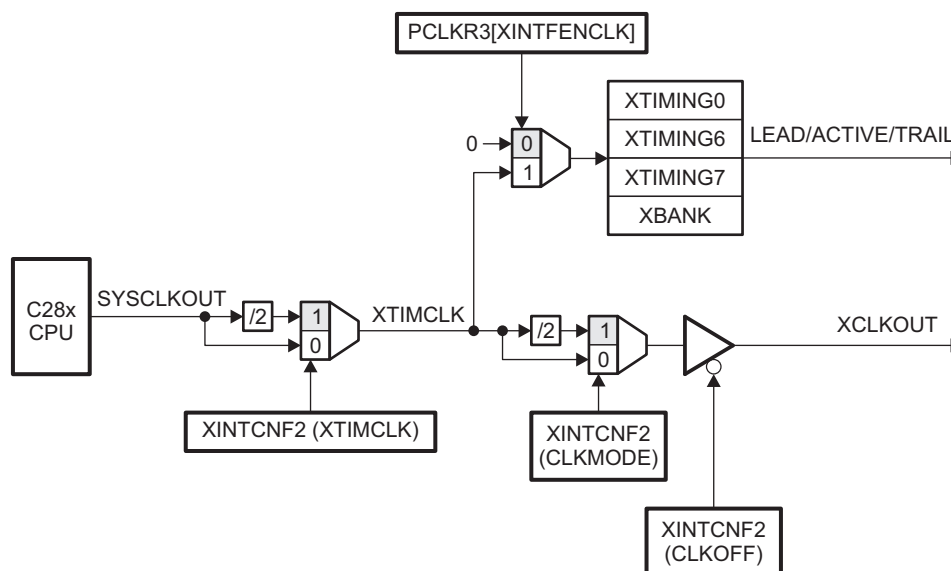 PCLKR3[XINTFENCLK]
XTIMING0
0
0
XTIMING6
LEAD/ACTIVE/TRAIL
1
XTIMING7
XBANK
C28x
CPU
SYSCLKOUT
/2
1
0
XTIMCLK
/2
1
0
XCLKOUT
XINTCNF2 (XTIMCLK)
XINTCNF2
(CLKMODE)
XINTCNF2
(CLKOFF)